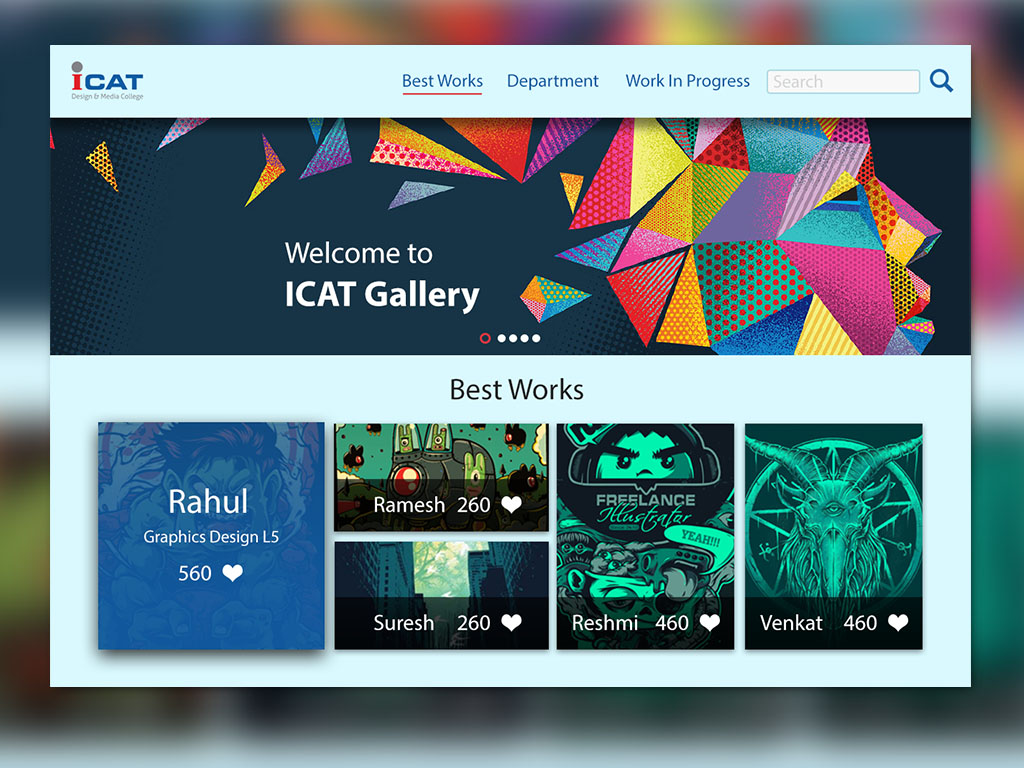 iCAT
Design & Media College
Best Works
Department
Work In Progress
Search
Welcome to
ICAT Gallery
Best Works
Rahul
Graphics Design L5
560
Ramesh 260
Suresh 260
FREELANCE
Illustrator
YEAH!!!
Reshmi 460
Venkat 460